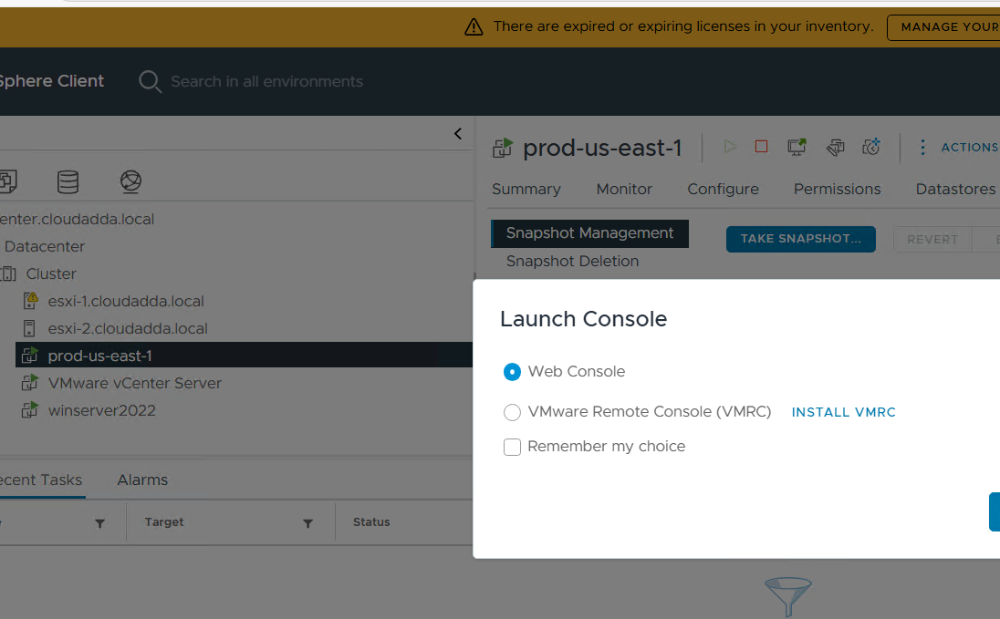 There are expired or expiring licenses in your inventory. MANAGE YOUR
Sphere Client
Search in all environments
prod-us-east-1
ACTIONS
Summary Monitor Configure Permissions Datastores
enter.cloudadda.local
Datacenter
Cluster
esxi-1.cloudadda.local
esxi-2.cloudadda.local
prod-us-east-1
VMware vCenter Server
winserver2022
Snapshot Management
Snapshot Deletion
TAKE SNAPSHOT...
REVERT
Launch Console
Web Console
VMware Remote Console (VMRC) INSTALL VMRC
Remember my choice
ecent Tasks Alarms
Target Status